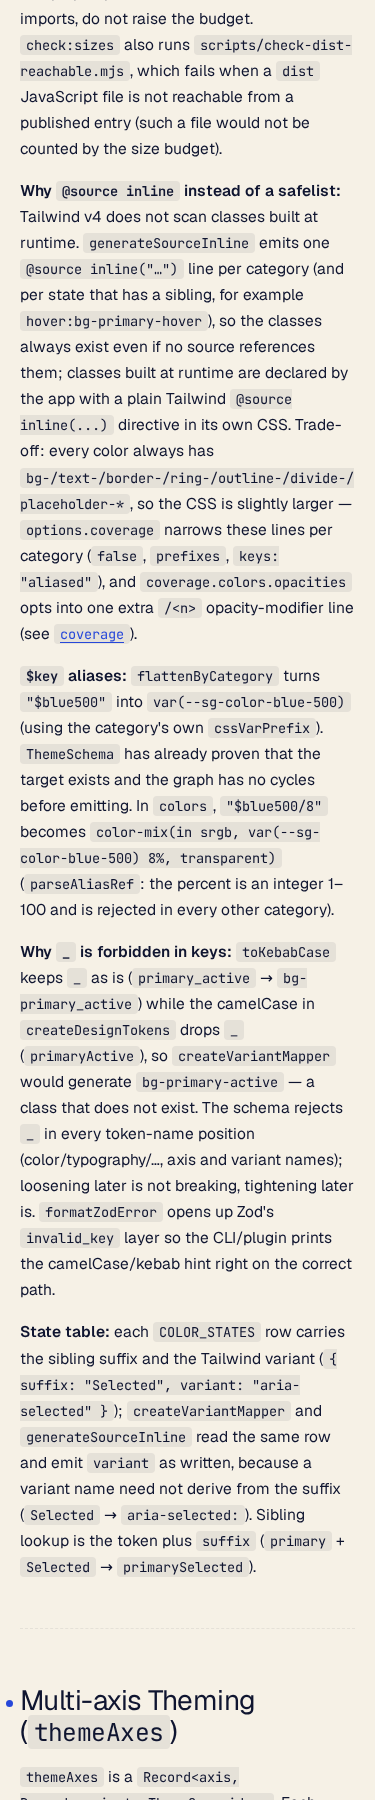 imports, do not raise the budget.
check:sizes also runs scripts/check-dist-
reachable.mjs, which fails when a dist
JavaScript file is not reachable from a
published entry (such a file would not be
counted by the size budget).
Why @source inline instead of a safelist:
Tailwind v4 does not scan classes built at
runtime. generateSourceInline emits one
@source inline("…") line per category (and
per state that has a sibling, for example
hover:bg-primary-hover), so the classes
always exist even if no source references
them; classes built at runtime are declared by
the app with a plain Tailwind @source
inline(...) directive in its own CSS. Trade-
off: every color always has
bg-/text-/border-/ring-/outline-/divide-/
placeholder-*, so the CSS is slightly larger —
options.coverage narrows these lines per
category (false, prefixes, keys:
"aliased"), and coverage.colors.opacities
opts into one extra /<n> opacity-modifier line
(see coverage).
$key aliases: flattenByCategory turns
"$blue500" into var(--sg-color-blue-500)
(using the category's own cssVarPrefix).
ThemeSchema has already proven that the
target exists and the graph has no cycles
before emitting. In colors, "$blue500/8"
becomes color-mix(in srgb, var(--sg-
color-blue-500) 8%, transparent)
(parseAliasRef: the percent is an integer 1–
100 and is rejected in every other category).
Why _ is forbidden in keys: toKebabCase
keeps _ as is (primary_active → bg-
primary_active) while the camelCase in
createDesignTokens drops _
(primaryActive), so createVariantMapper
would generate bg-primary-active — a
class that does not exist. The schema rejects
_ in every token-name position
(color/typography/…, axis and variant names);
loosening later is not breaking, tightening later
is. formatZodError opens up Zod's
invalid_key layer so the CLI/plugin prints
the camelCase/kebab hint right on the correct
path.
State table: each COLOR_STATES row carries
the sibling suffix and the Tailwind variant ({
suffix: "Selected", variant: "aria-
selected" }); createVariantMapper and
generateSourceInline read the same row
and emit variant as written, because a
variant name need not derive from the suffix
(Selected → aria-selected:). Sibling
lookup is the token plus suffix (primary +
Selected → primarySelected).
Multi-axis Theming
(themeAxes)
themeAxes is a Record<axis,